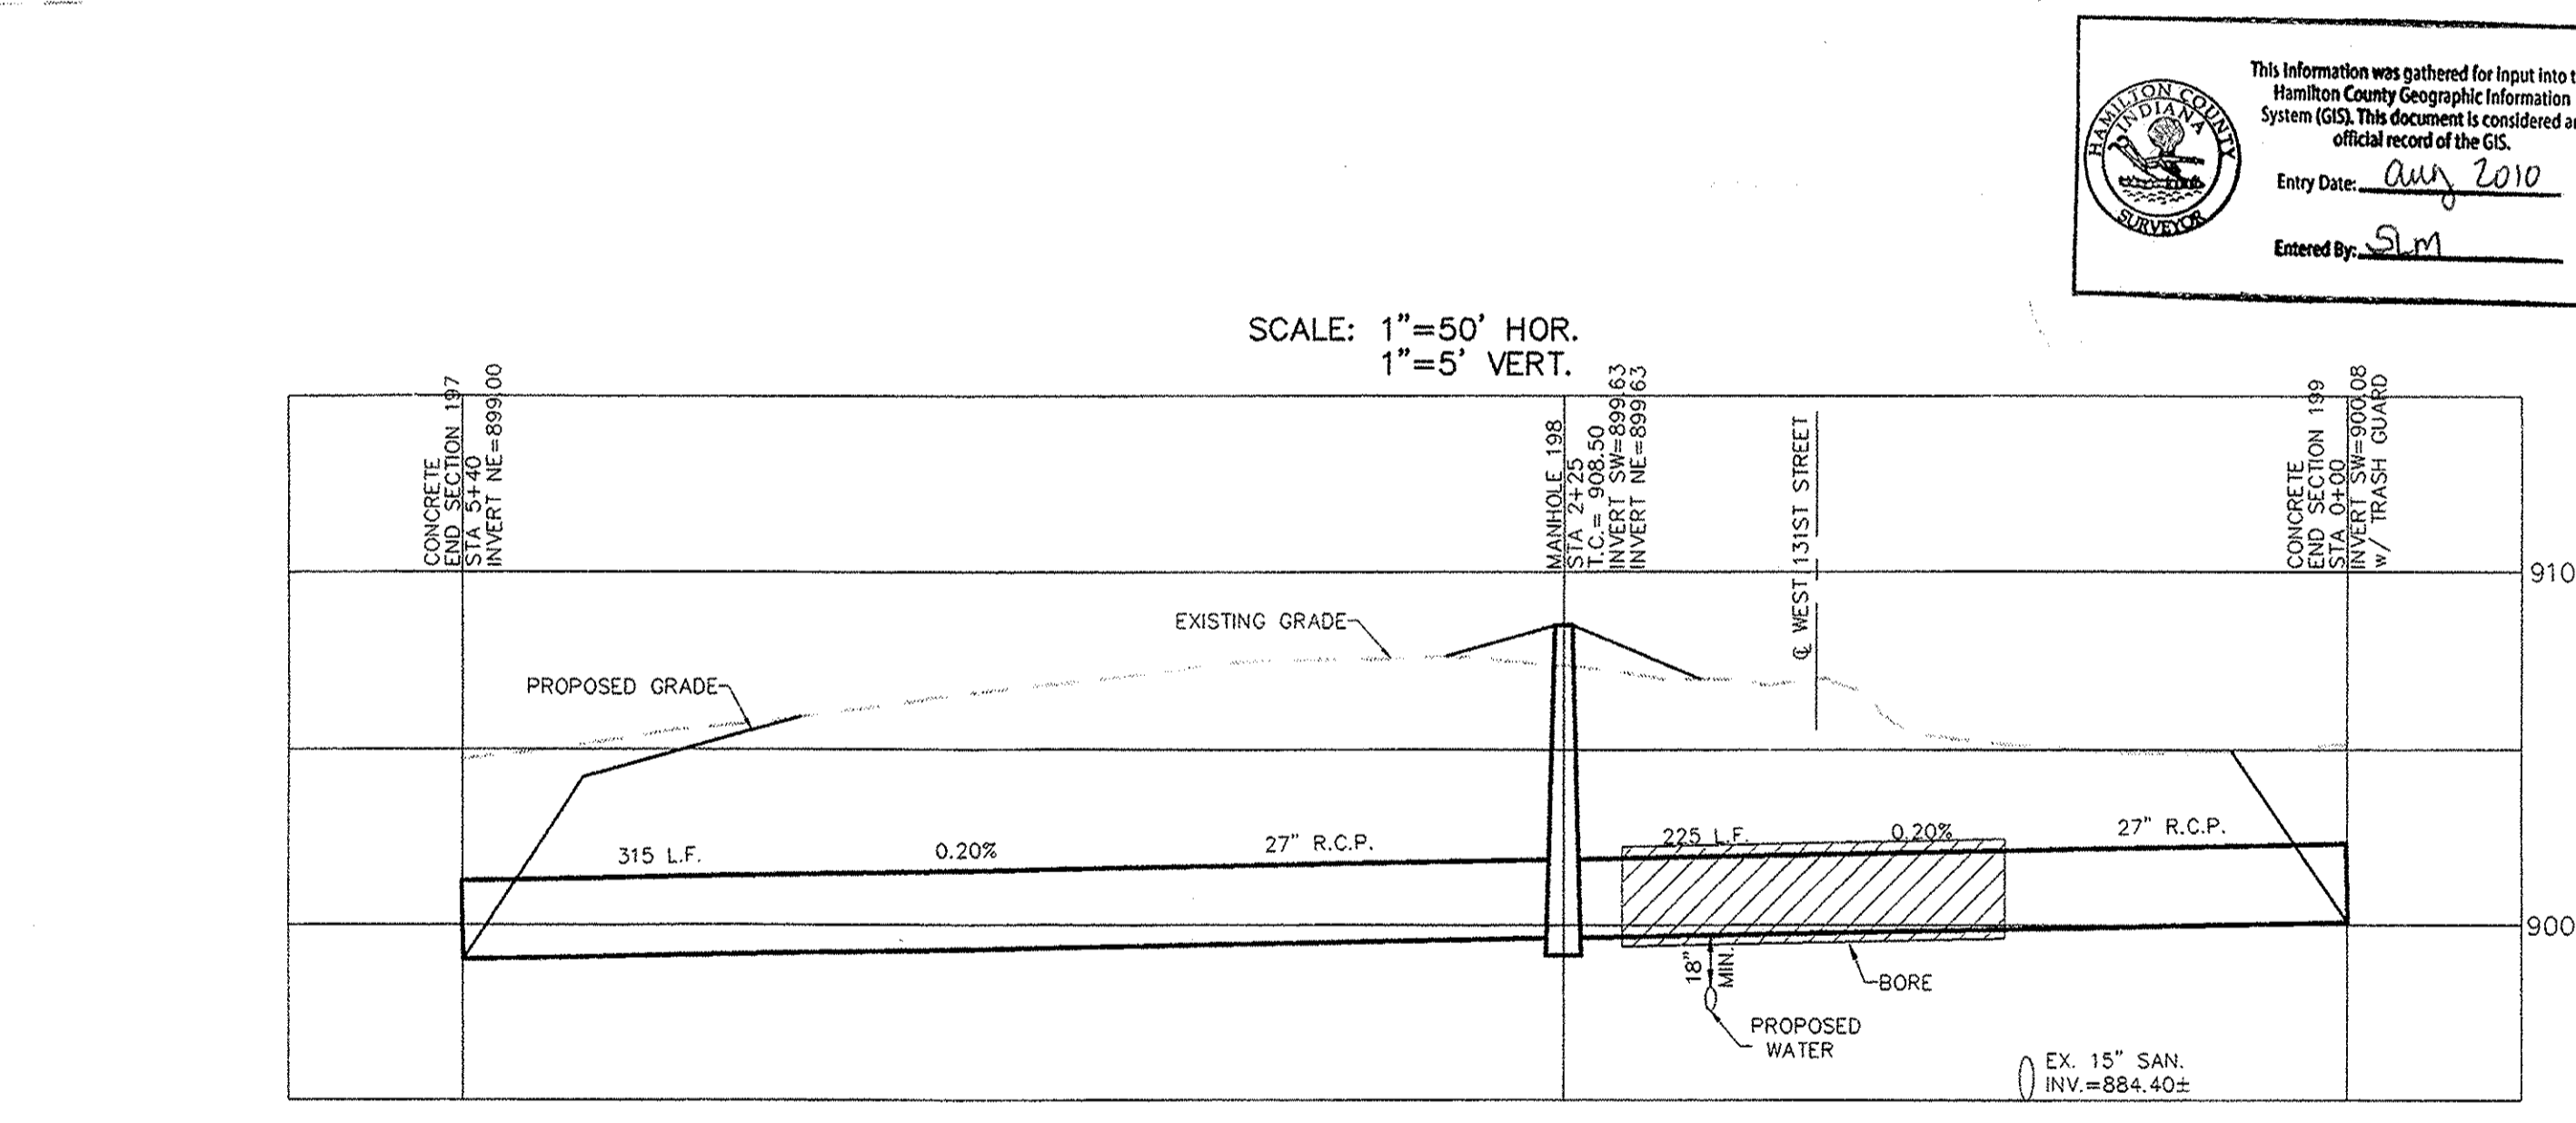 This Information was gathered for input into t
Hamilton County Geographic Information
System (GIS). This document is considered a
official record of the GIS.
Entry Date: aug 2010
Entered By: SLM
HAMILTON COUNTY
INDIANA
SURVEYOR
SCALE: 1"=50' HOR.
1"=5' VERT.
CONCRETE
END SECTION 197
STA 5+40
INVERT NE=899.00
MANHOLE 198
STA 2+25
T.C.= 908.50
INVERT SW=899.63
INVERT NE=899.63
℄ WEST 131ST STREET
CONCRETE
END SECTION 199
STA 0+00
INVERT SW=900.08
w/ TRASH GUARD
910
EXISTING GRADE
PROPOSED GRADE
315 L.F. 0.20% 27" R.C.P.
225 L.F. 0.20% 27" R.C.P.
900
18"
MIN.
BORE
PROPOSED
WATER
EX. 15" SAN.
INV.=884.40±